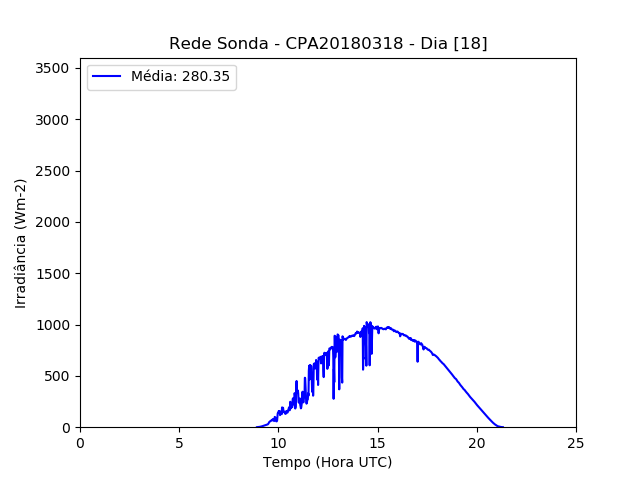 Rede Sonda - CPA20180318 - Dia [18]
Média: 280.35
3500
3000
2500
2000
1500
1000
500
0
Irradiância (Wm-2)
0 5 10 15 20 25
Tempo (Hora UTC)